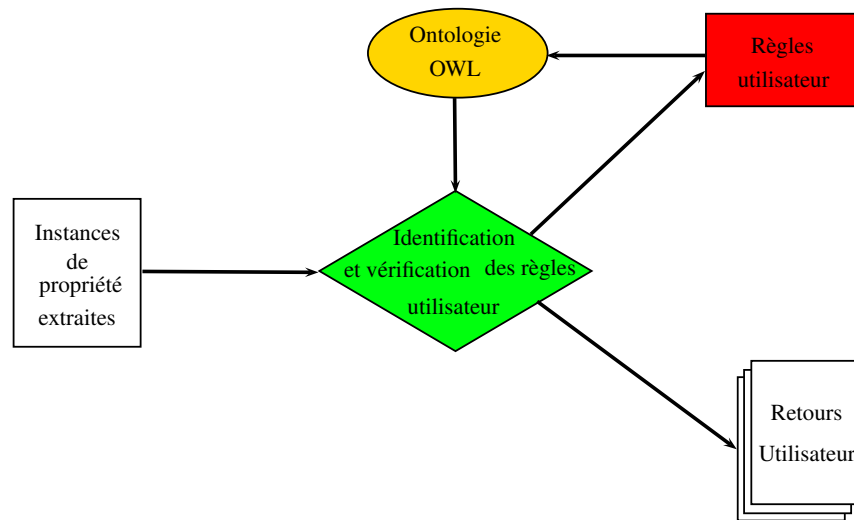 Ontologie
OWL
Règles
utilisateur
Instances
de
propriété
extraites
Identification
et vérification des règles
utilisateur
Retours
Utilisateur